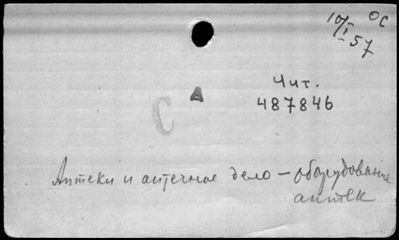 10/I 57 ОС
Чит.
А
487846
С
Аптеки и аптечное дело - оборудование
аптек